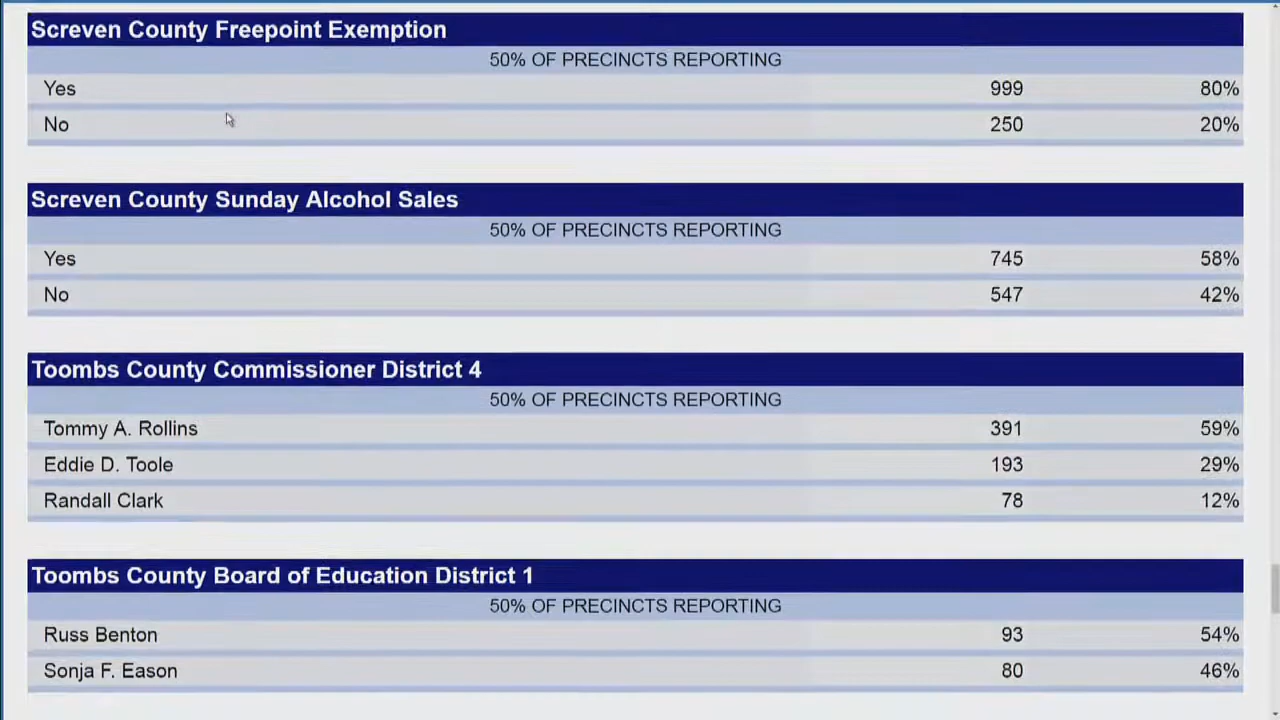 Screven County Freepoint Exemption
50% OF PRECINCTS REPORTING
Yes 999 80%
No 250 20%
Screven County Sunday Alcohol Sales
50% OF PRECINCTS REPORTING
Yes 745 58%
No 547 42%
Toombs County Commissioner District 4
50% OF PRECINCTS REPORTING
Tommy A. Rollins 391 59%
Eddie D. Toole 193 29%
Randall Clark 78 12%
Toombs County Board of Education District 1
50% OF PRECINCTS REPORTING
Russ Benton 93 54%
Sonja F. Eason 80 46%